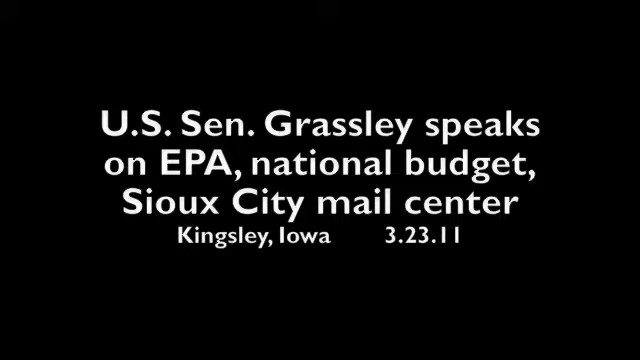 U.S. Sen. Grassley speaks
on EPA, national budget,
Sioux City mail center
Kingsley, Iowa 3.23.11